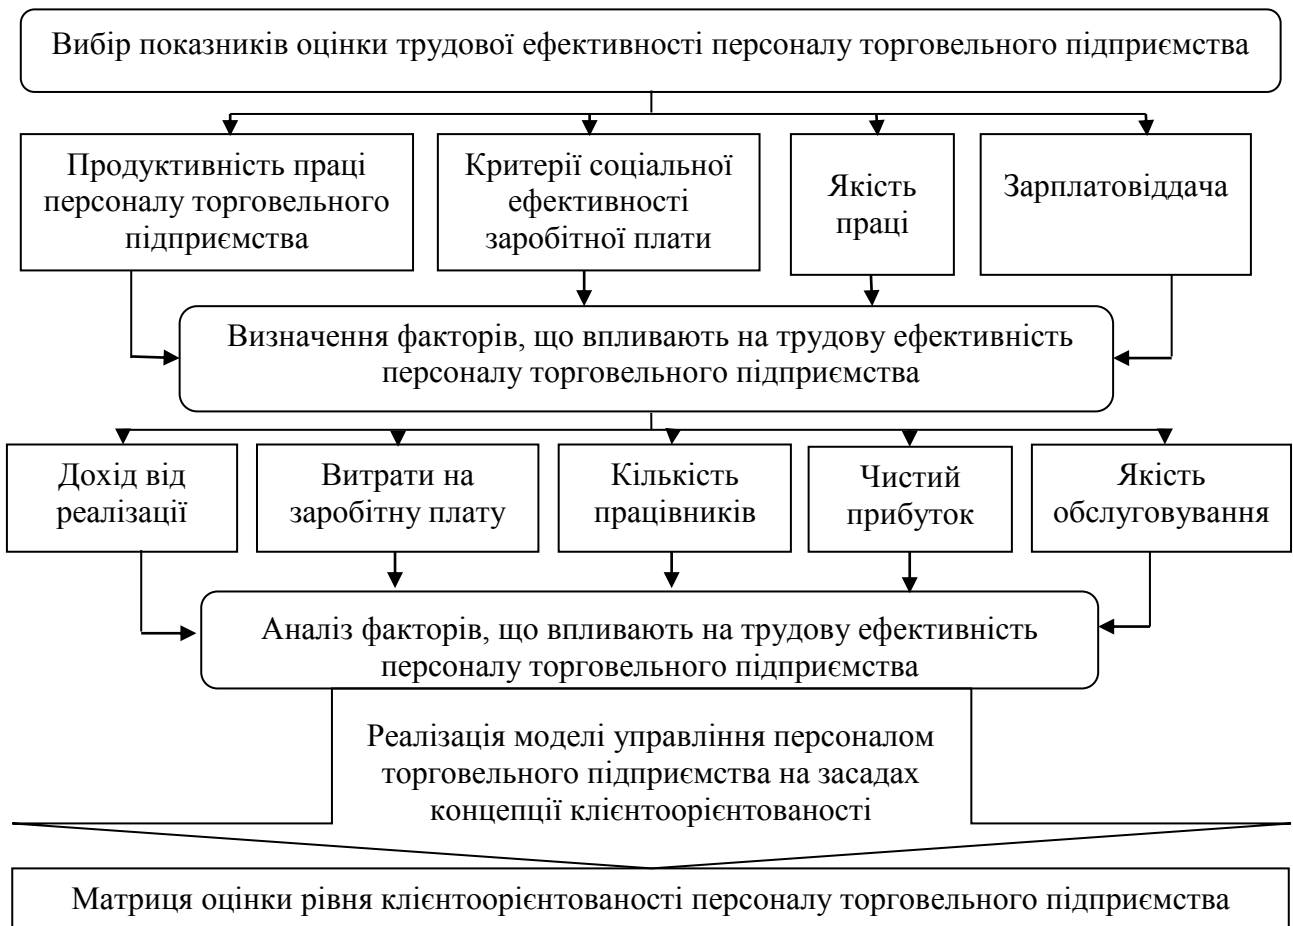 Вибір показників оцінки трудової ефективності персоналу торговельного підприємства
Продуктивність праці
персоналу торговельного
підприємства
Критерії соціальної
ефективності
заробітної плати
Якість
праці
Зарплатовіддача
Визначення факторів, що впливають на трудову ефективність
персоналу торговельного підприємства
Дохід від
реалізації
Витрати на
заробітну плату
Кількість
працівників
Чистий
прибуток
Якість
обслуговування
Аналіз факторів, що впливають на трудову ефективність
персоналу торговельного підприємства
Реалізація моделі управління персоналом
торговельного підприємства на засадах
концепції клієнтоорієнтованості
Матриця оцінки рівня клієнтоорієнтованості персоналу торговельного підприємства